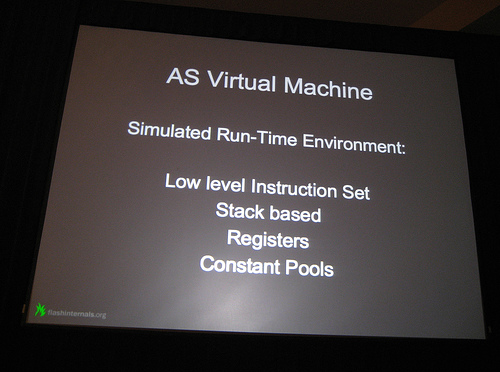 AS Virtual Machine
Simulated Run-Time Environment:
Low level Instruction Set
Stack based
Registers
Constant Pools
flashinternals.org